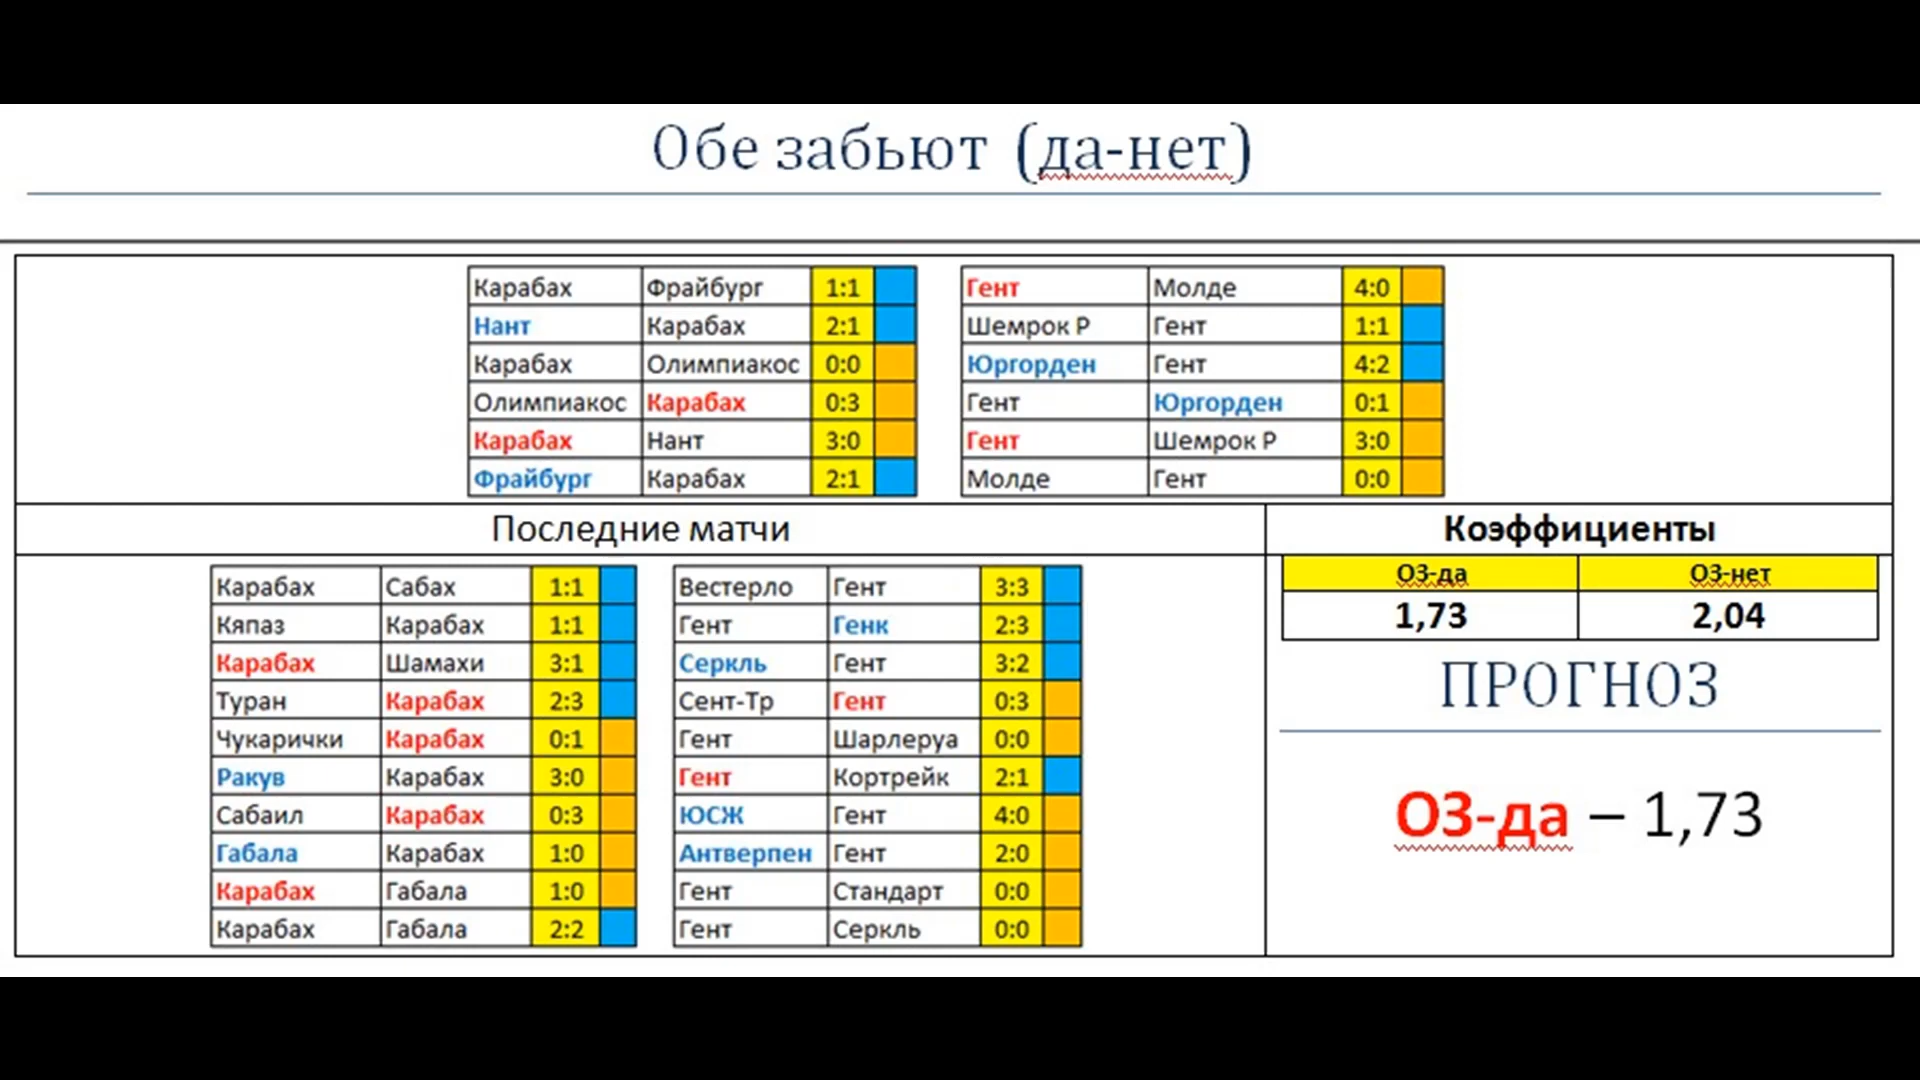 Обе забьют (да-нет)
Карабах Фрайбург 1:1
Нант Карабах 2:1
Карабах Олимпиакос 0:0
Олимпиакос Карабах 0:3
Карабах Нант 3:0
Фрайбург Карабах 2:1
Гент Молде 4:0
Шемрок Р Гент 1:1
Юргорден Гент 4:2
Гент Юргорден 0:1
Гент Шемрок Р 3:0
Молде Гент 0:0
Последние матчи
Карабах Сабах 1:1
Кяпаз Карабах 1:1
Карабах Шамахи 3:1
Туран Карабах 2:3
Чукарички Карабах 0:1
Ракув Карабах 3:0
Сабаил Карабах 0:3
Габала Карабах 1:0
Карабах Габала 1:0
Карабах Габала 2:2
Вестерло Гент 3:3
Гент Генк 2:3
Серкль Гент 3:2
Сент-Тр Гент 0:3
Гент Шарлеруа 0:0
Гент Кортрейк 2:1
ЮСЖ Гент 4:0
Антверпен Гент 2:0
Гент Стандарт 0:0
Гент Серкль 0:0
Коэффициенты
ОЗ-да ОЗ-нет
1,73 2,04
ПРОГНОЗ
ОЗ-да – 1,73